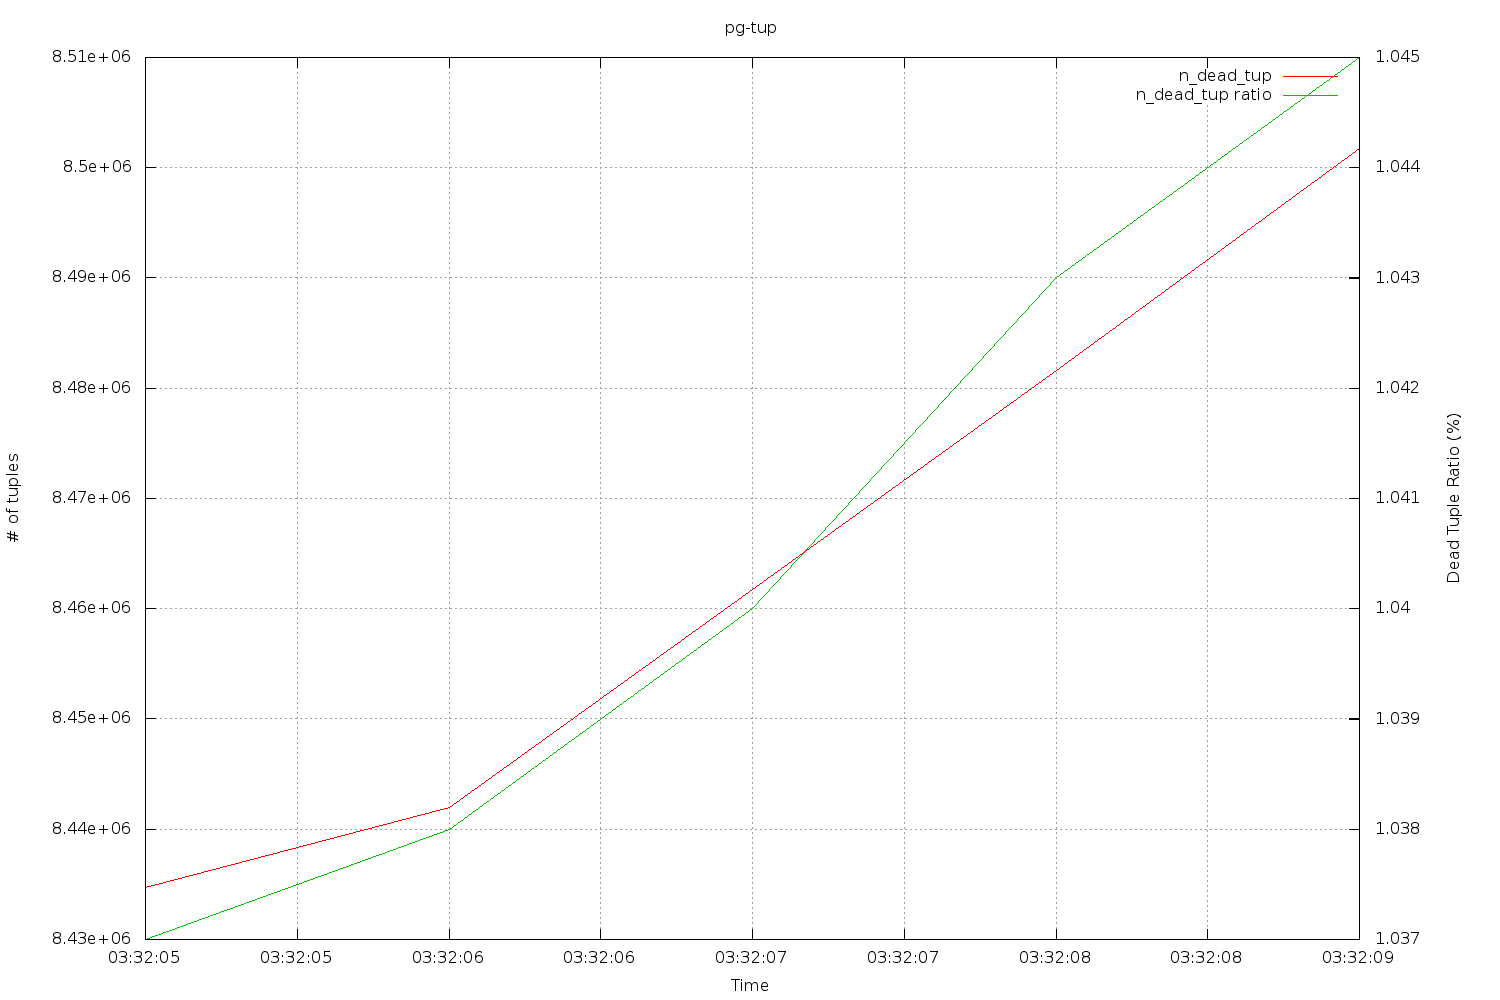 pg-tup
8.51e+06
8.5e+06
8.49e+06
8.48e+06
8.47e+06
8.46e+06
8.45e+06
8.44e+06
8.43e+06
# of tuples
n_dead_tup
n_dead_tup ratio
1.045
1.044
1.043
1.042
1.041
1.04
1.039
1.038
1.037
Dead Tuple Ratio (%)
03:32:05 03:32:05 03:32:06 03:32:06 03:32:07 03:32:07 03:32:08 03:32:08 03:32:09
Time